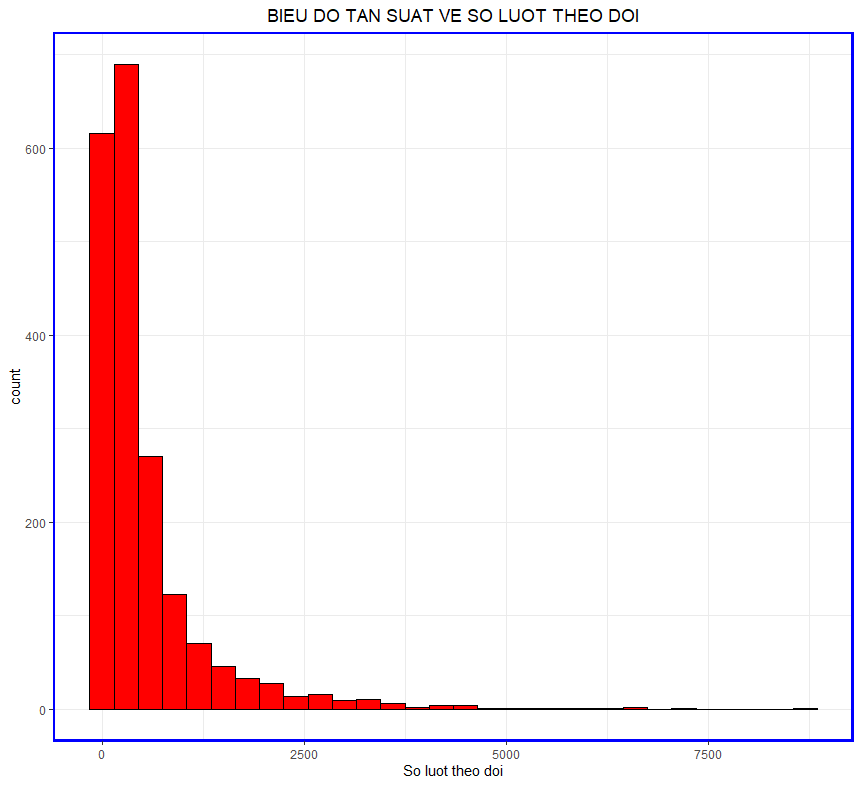 BIEU DO TAN SUAT VE SO LUOT THEO DOI
count
600
400
200
0
0 2500 5000 7500
So luot theo doi